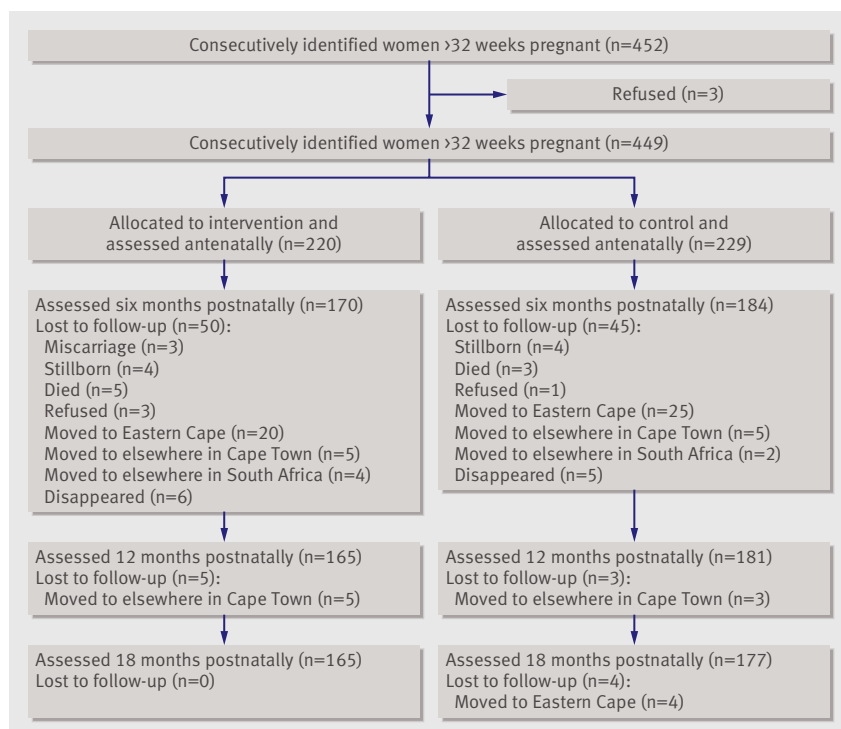 Consecutively identified women >32 weeks pregnant (n=452)
Refused (n=3)
Consecutively identified women >32 weeks pregnant (n=449)
Allocated to intervention and
assessed antenatally (n=220)
Allocated to control and
assessed antenatally (n=229)
Assessed six months postnatally (n=170)
Lost to follow-up (n=50):
Miscarriage (n=3)
Stillborn (n=4)
Died (n=5)
Refused (n=3)
Moved to Eastern Cape (n=20)
Moved to elsewhere in Cape Town (n=5)
Moved to elsewhere in South Africa (n=4)
Disappeared (n=6)
Assessed six months postnatally (n=184)
Lost to follow-up (n=45):
Stillborn (n=4)
Died (n=3)
Refused (n=1)
Moved to Eastern Cape (n=25)
Moved to elsewhere in Cape Town (n=5)
Moved to elsewhere in South Africa (n=2)
Disappeared (n=5)
Assessed 12 months postnatally (n=165)
Lost to follow-up (n=5):
Moved to elsewhere in Cape Town (n=5)
Assessed 12 months postnatally (n=181)
Lost to follow-up (n=3):
Moved to elsewhere in Cape Town (n=3)
Assessed 18 months postnatally (n=165)
Lost to follow-up (n=0)
Assessed 18 months postnatally (n=177)
Lost to follow-up (n=4):
Moved to Eastern Cape (n=4)